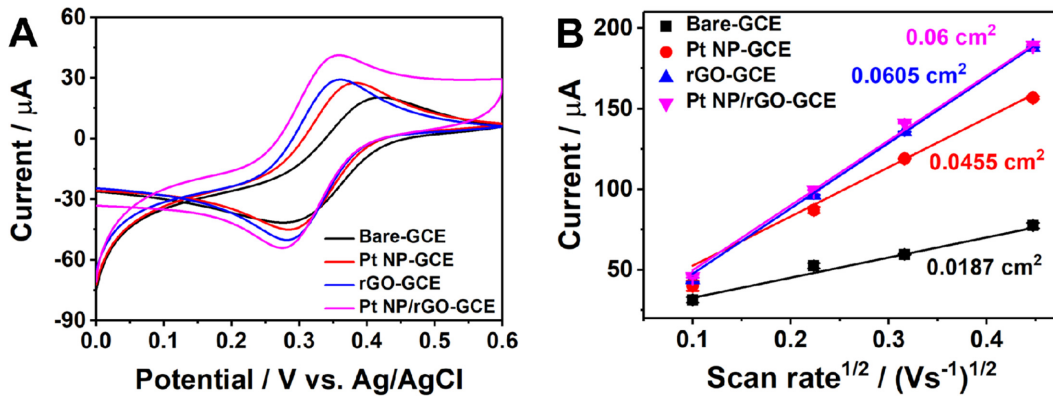 A
Current / μA
60
30
0
-30
-60
-90
0.0 0.1 0.2 0.3 0.4 0.5 0.6
Potential / V vs. Ag/AgCl
Bare-GCE
Pt NP-GCE
rGO-GCE
Pt NP/rGO-GCE
B
Current / μA
200
150
100
50
0.1 0.2 0.3 0.4
Scan rate^1/2 / (Vs^-1)^1/2
Bare-GCE
Pt NP-GCE
rGO-GCE
Pt NP/rGO-GCE
0.06 cm²
0.0605 cm²
0.0455 cm²
0.0187 cm²